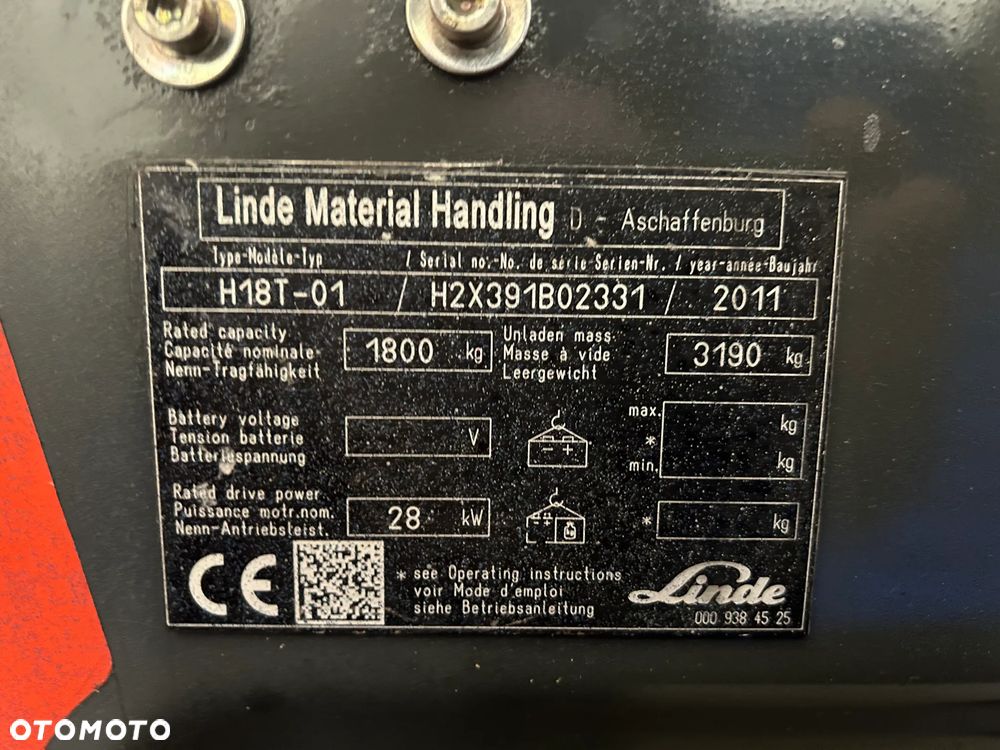 Linde Material Handling D - Aschaffenburg
Type-Modèle-Typ / Serial no.-No. de série Serien-Nr. / year-année-Baujahr
H18T-01 / H2X391B02331 / 2011
Rated capacity
Capacité nominale
Nenn-Tragfähigkeit
1800 kg
Unladen mass
Masse à vide
Leergewicht
3190 kg
Battery voltage
Tension batterie
Batteriespannung
V
- +
max. kg
*
min. kg
Rated drive power
Puissance motr.nom.
Nenn-Antriebsleist.
28 kW
* kg
CE
* see Operating instructions
voir Mode d'emploi
siehe Betriebsanleitung
Linde
000 938 45 25
OTOMOTO